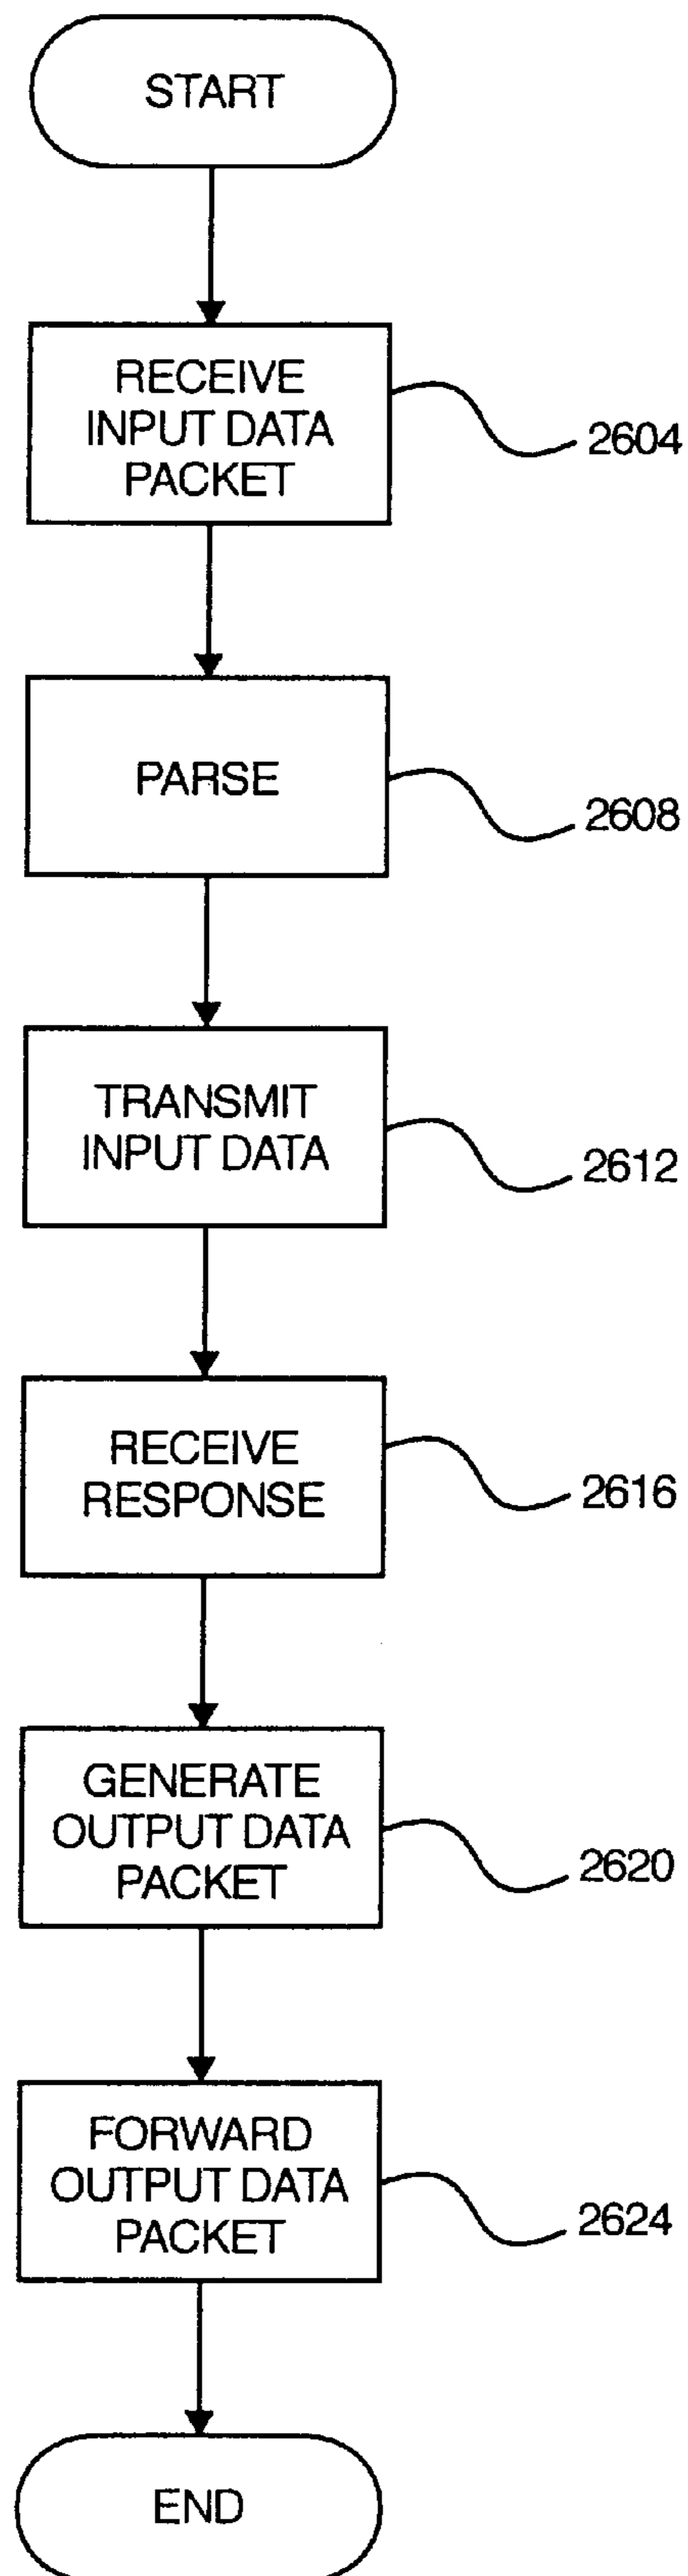 START
RECEIVE
INPUT DATA
PACKET
2604
PARSE
2608
TRANSMIT
INPUT DATA
2612
RECEIVE
RESPONSE
2616
GENERATE
OUTPUT DATA
PACKET
2620
FORWARD
OUTPUT DATA
PACKET
2624
END